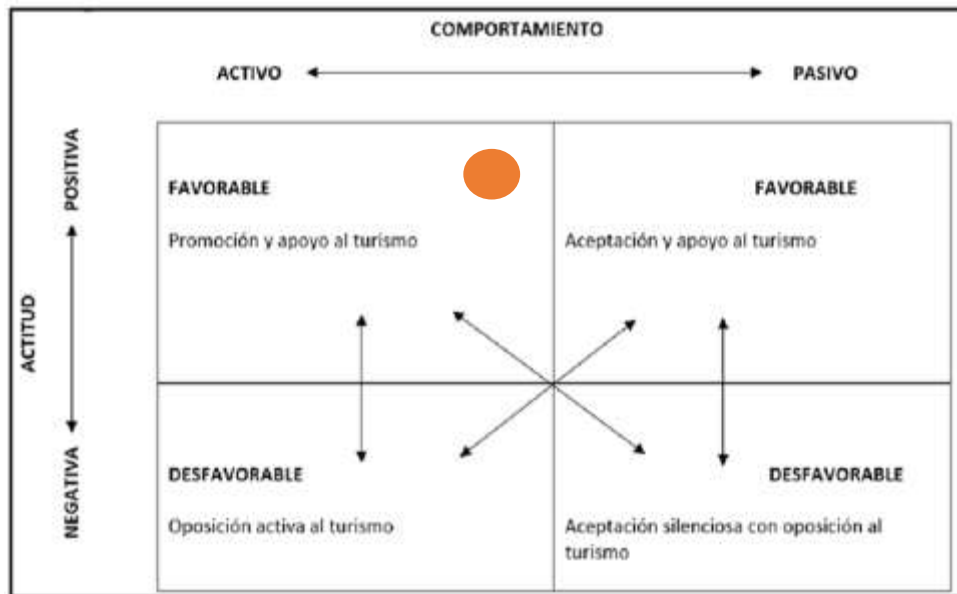 COMPORTAMIENTO
ACTIVO
PASIVO
ACTITUD
POSITIVA
NEGATIVA
FAVORABLE
Promoción y apoyo al turismo
FAVORABLE
Aceptación y apoyo al turismo
DESFAVORABLE
Oposición activa al turismo
DESFAVORABLE
Aceptación silenciosa con oposición al
turismo